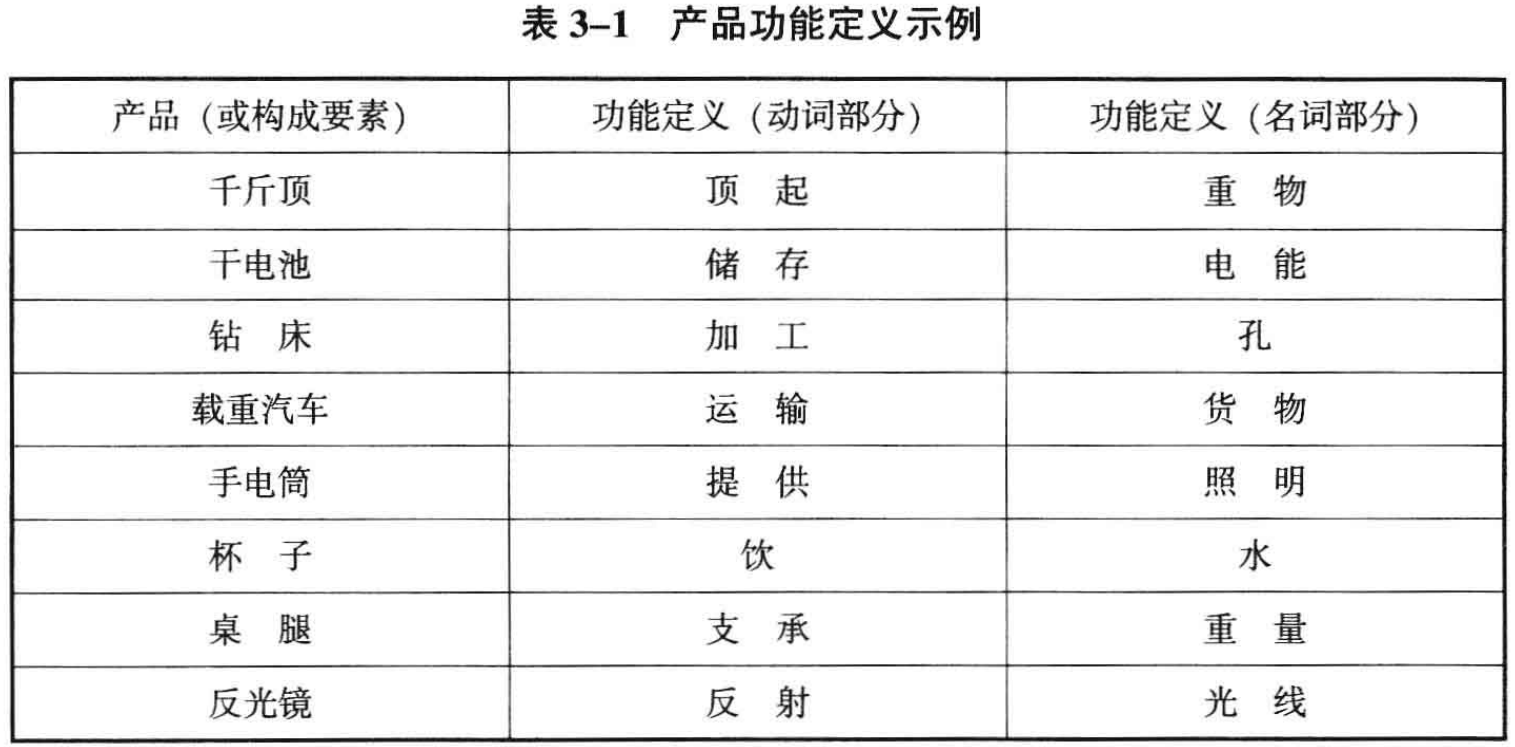 表 3–1 产品功能定义示例
产品（或构成要素） 功能定义（动词部分） 功能定义（名词部分）
千斤顶 顶 起 重 物
干电池 储 存 电 能
钻 床 加 工 孔
载重汽车 运 输 货 物
手电筒 提 供 照 明
杯 子 饮 水
桌 腿 支 承 重 量
反光镜 反 射 光 线